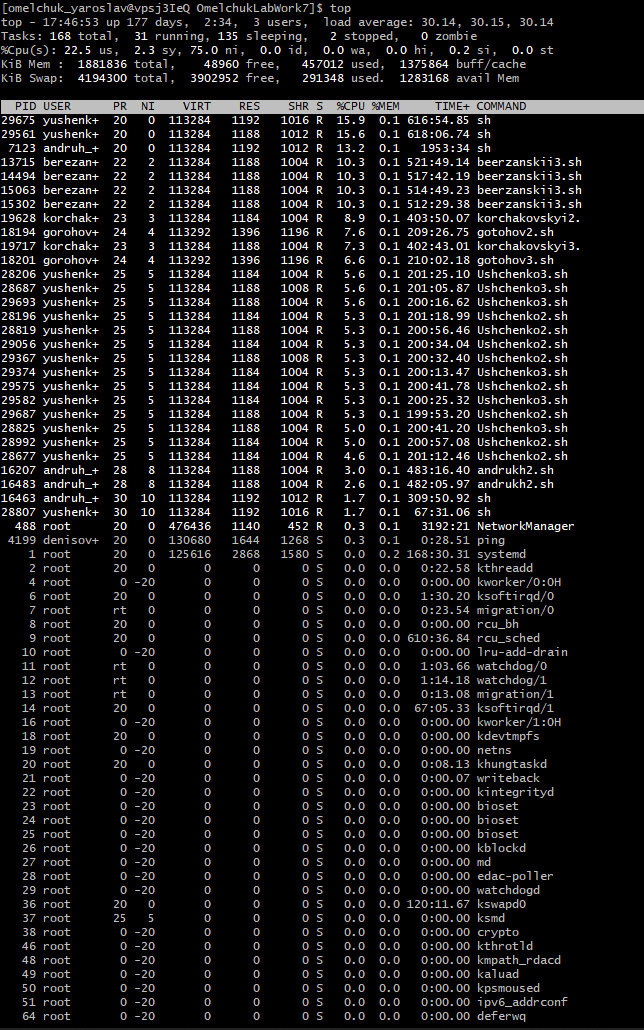 [omelchuk_yaroslav@vpsj3IeQ OmelchukLabWork7]$ top
top - 17:46:53 up 177 days,  2:34,  3 users,  load average: 30.14, 30.15, 30.14
Tasks: 168 total,  31 running, 135 sleeping,   2 stopped,   0 zombie
%Cpu(s): 22.5 us,  2.3 sy, 75.0 ni,  0.0 id,  0.0 wa,  0.0 hi,  0.2 si,  0.0 st
KiB Mem :  1881836 total,    48960 free,   457012 used,  1375864 buff/cache
KiB Swap:  4194300 total,  3902952 free,   291348 used.  1283168 avail Mem
PID USER PR NI VIRT RES SHR S %CPU %MEM TIME+ COMMAND
29675 yushenk+ 20 0 113284 1192 1016 R 15.9 0.1 616:54.85 sh
29561 yushenk+ 20 0 113284 1188 1012 R 15.6 0.1 618:06.74 sh
7123 andruh_+ 20 0 113284 1192 1012 R 13.2 0.1 1953:34 sh
13715 berezan+ 22 2 113284 1188 1004 R 10.3 0.1 521:49.14 beerzanskii3.sh
14494 berezan+ 22 2 113284 1188 1004 R 10.3 0.1 517:42.19 beerzanskii3.sh
15063 berezan+ 22 2 113284 1188 1004 R 10.3 0.1 514:49.23 beerzanskii3.sh
15302 berezan+ 22 2 113284 1188 1004 R 10.3 0.1 512:29.38 beerzanskii3.sh
19628 korchak+ 23 3 113284 1184 1004 R 8.9 0.1 403:50.07 korchakovskyi2.
18194 gorohov+ 24 4 113292 1396 1196 R 7.6 0.1 209:26.75 gotohov2.sh
19717 korchak+ 23 3 113284 1188 1004 R 7.3 0.1 402:43.01 korchakovskyi3.
18201 gorohov+ 24 4 113292 1396 1196 R 6.6 0.1 210:02.18 gotohov3.sh
28206 yushenk+ 25 5 113284 1184 1004 R 5.6 0.1 201:25.10 Ushchenko3.sh
28687 yushenk+ 25 5 113284 1188 1008 R 5.6 0.1 201:05.87 Ushchenko3.sh
29693 yushenk+ 25 5 113284 1184 1004 R 5.6 0.1 200:16.62 Ushchenko3.sh
28196 yushenk+ 25 5 113284 1184 1004 R 5.3 0.1 201:18.99 Ushchenko2.sh
28819 yushenk+ 25 5 113284 1188 1004 R 5.3 0.1 200:56.46 Ushchenko2.sh
29056 yushenk+ 25 5 113284 1184 1004 R 5.3 0.1 200:34.04 Ushchenko2.sh
29367 yushenk+ 25 5 113284 1188 1008 R 5.3 0.1 200:32.40 Ushchenko2.sh
29374 yushenk+ 25 5 113284 1184 1004 R 5.3 0.1 200:13.47 Ushchenko3.sh
29575 yushenk+ 25 5 113284 1184 1004 R 5.3 0.1 200:41.78 Ushchenko2.sh
29582 yushenk+ 25 5 113284 1184 1004 R 5.3 0.1 200:25.32 Ushchenko3.sh
29687 yushenk+ 25 5 113284 1188 1004 R 5.3 0.1 199:53.20 Ushchenko2.sh
28825 yushenk+ 25 5 113284 1188 1004 R 5.0 0.1 200:41.20 Ushchenko3.sh
28992 yushenk+ 25 5 113284 1184 1004 R 5.0 0.1 200:57.08 Ushchenko2.sh
28677 yushenk+ 25 5 113284 1184 1004 R 4.6 0.1 201:12.46 Ushchenko2.sh
16207 andruh_+ 28 8 113284 1188 1004 R 3.0 0.1 483:16.40 andrukh2.sh
16483 andruh_+ 28 8 113284 1188 1004 R 2.6 0.1 482:05.97 andrukh2.sh
16463 andruh_+ 30 10 113284 1192 1012 R 1.7 0.1 309:50.92 sh
28807 yushenk+ 30 10 113284 1192 1016 R 1.7 0.1 67:31.06 sh
488 root 20 0 476436 1140 452 R 0.3 0.1 3192:21 NetworkManager
4199 denisov+ 20 0 130680 1644 1268 S 0.3 0.1 0:28.51 ping
1 root 20 0 125616 2868 1580 S 0.0 0.2 168:30.31 systemd
2 root 20 0 0 0 0 S 0.0 0.0 0:22.58 kthreadd
4 root 0 -20 0 0 0 S 0.0 0.0 0:00.00 kworker/0:0H
6 root 20 0 0 0 0 S 0.0 0.0 1:30.20 ksoftirqd/0
7 root rt 0 0 0 0 S 0.0 0.0 0:23.54 migration/0
8 root 20 0 0 0 0 S 0.0 0.0 0:00.00 rcu_bh
9 root 20 0 0 0 0 S 0.0 0.0 610:36.84 rcu_sched
10 root 0 -20 0 0 0 S 0.0 0.0 0:00.00 lru-add-drain
11 root rt 0 0 0 0 S 0.0 0.0 1:03.66 watchdog/0
12 root rt 0 0 0 0 S 0.0 0.0 1:14.18 watchdog/1
13 root rt 0 0 0 0 S 0.0 0.0 0:13.08 migration/1
14 root 20 0 0 0 0 S 0.0 0.0 67:05.33 ksoftirqd/1
16 root 0 -20 0 0 0 S 0.0 0.0 0:00.00 kworker/1:0H
18 root 20 0 0 0 0 S 0.0 0.0 0:00.00 kdevtmpfs
19 root 0 -20 0 0 0 S 0.0 0.0 0:00.00 netns
20 root 20 0 0 0 0 S 0.0 0.0 0:08.13 khungtaskd
21 root 0 -20 0 0 0 S 0.0 0.0 0:00.07 writeback
22 root 0 -20 0 0 0 S 0.0 0.0 0:00.00 kintegrityd
23 root 0 -20 0 0 0 S 0.0 0.0 0:00.00 bioset
24 root 0 -20 0 0 0 S 0.0 0.0 0:00.00 bioset
25 root 0 -20 0 0 0 S 0.0 0.0 0:00.00 bioset
26 root 0 -20 0 0 0 S 0.0 0.0 0:00.00 kblockd
27 root 0 -20 0 0 0 S 0.0 0.0 0:00.00 md
28 root 0 -20 0 0 0 S 0.0 0.0 0:00.00 edac-poller
29 root 0 -20 0 0 0 S 0.0 0.0 0:00.00 watchdogd
36 root 20 0 0 0 0 S 0.0 0.0 120:11.67 kswapd0
37 root 25 5 0 0 0 S 0.0 0.0 0:00.00 ksmd
38 root 0 -20 0 0 0 S 0.0 0.0 0:00.00 crypto
46 root 0 -20 0 0 0 S 0.0 0.0 0:00.00 kthrotld
48 root 0 -20 0 0 0 S 0.0 0.0 0:00.00 kmpath_rdacd
49 root 0 -20 0 0 0 S 0.0 0.0 0:00.00 kaluad
50 root 0 -20 0 0 0 S 0.0 0.0 0:00.00 kpsmoused
51 root 0 -20 0 0 0 S 0.0 0.0 0:00.00 ipv6_addrconf
64 root 0 -20 0 0 0 S 0.0 0.0 0:00.00 deferwq